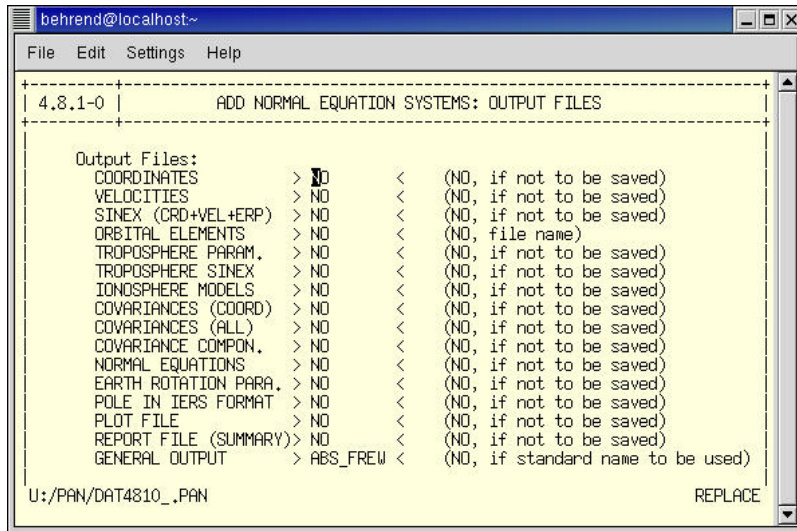 behrend@localhost:~
File Edit Settings Help
4.8.1-0 | ADD NORMAL EQUATION SYSTEMS: OUTPUT FILES
Output Files:
COORDINATES > NO < (NO, if not to be saved)
VELOCITIES > NO < (NO, if not to be saved)
SINEX (CRD+VEL+ERP) > NO < (NO, if not to be saved)
ORBITAL ELEMENTS > NO < (NO, file name)
TROPOSPHERE PARAM. > NO < (NO, if not to be saved)
TROPOSPHERE SINEX > NO < (NO, if not to be saved)
IONOSPHERE MODELS > NO < (NO, if not to be saved)
COVARIANCES (COORD) > NO < (NO, if not to be saved)
COVARIANCES (ALL) > NO < (NO, if not to be saved)
COVARIANCE COMPON. > NO < (NO, if not to be saved)
NORMAL EQUATIONS > NO < (NO, if not to be saved)
EARTH ROTATION PARA. > NO < (NO, if not to be saved)
POLE IN IERS FORMAT > NO < (NO, if not to be saved)
PLOT FILE > NO < (NO, if not to be saved)
REPORT FILE (SUMMARY)> NO < (NO, if not to be saved)
GENERAL OUTPUT > ABS_FREW < (NO, if standard name to be used)
U:/PAN/DAT4810_.PAN REPLACE